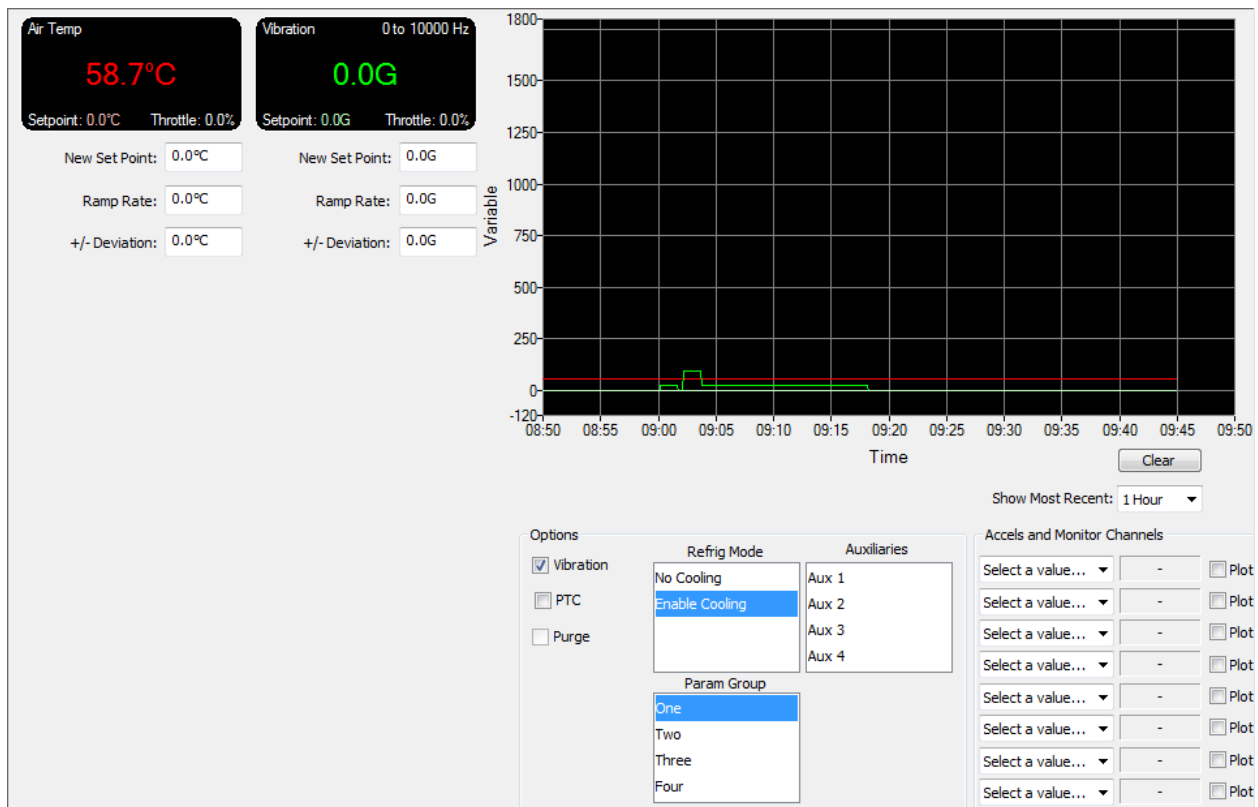 Air Temp
58.7°C
Setpoint: 0.0°C Throttle: 0.0%
Vibration 0 to 10000 Hz
0.0G
Setpoint: 0.0G Throttle: 0.0%
New Set Point: 0.0°C
Ramp Rate: 0.0°C
+/- Deviation: 0.0°C
New Set Point: 0.0G
Ramp Rate: 0.0G
+/- Deviation: 0.0G
Variable
1800
1500
1250
1000
750
500
250
0
-120
08:50 08:55 09:00 09:05 09:10 09:15 09:20 09:25 09:30 09:35 09:40 09:45 09:50
Time
Clear
Show Most Recent: 1 Hour
Options
Vibration
PTC
Purge
Refrig Mode
No Cooling
Enable Cooling
Auxiliaries
Aux 1
Aux 2
Aux 3
Aux 4
Param Group
One
Two
Three
Four
Accels and Monitor Channels
Select a value... - Plot
Select a value... - Plot
Select a value... - Plot
Select a value... - Plot
Select a value... - Plot
Select a value... - Plot
Select a value... - Plot
Select a value... - Plot